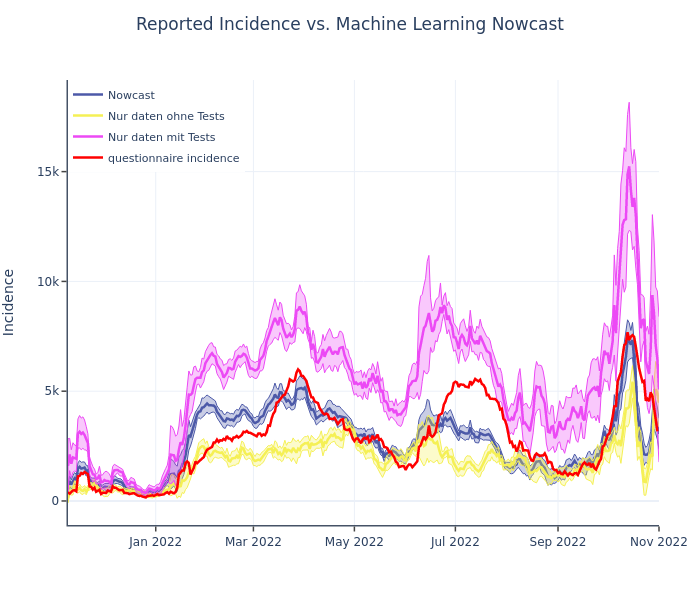 Reported Incidence vs. Machine Learning Nowcast
Nowcast
Nur daten ohne Tests
Nur daten mit Tests
questionnaire incidence
15k
10k
5k
0
Incidence
Jan 2022
Mar 2022
May 2022
Jul 2022
Sep 2022
Nov 2022